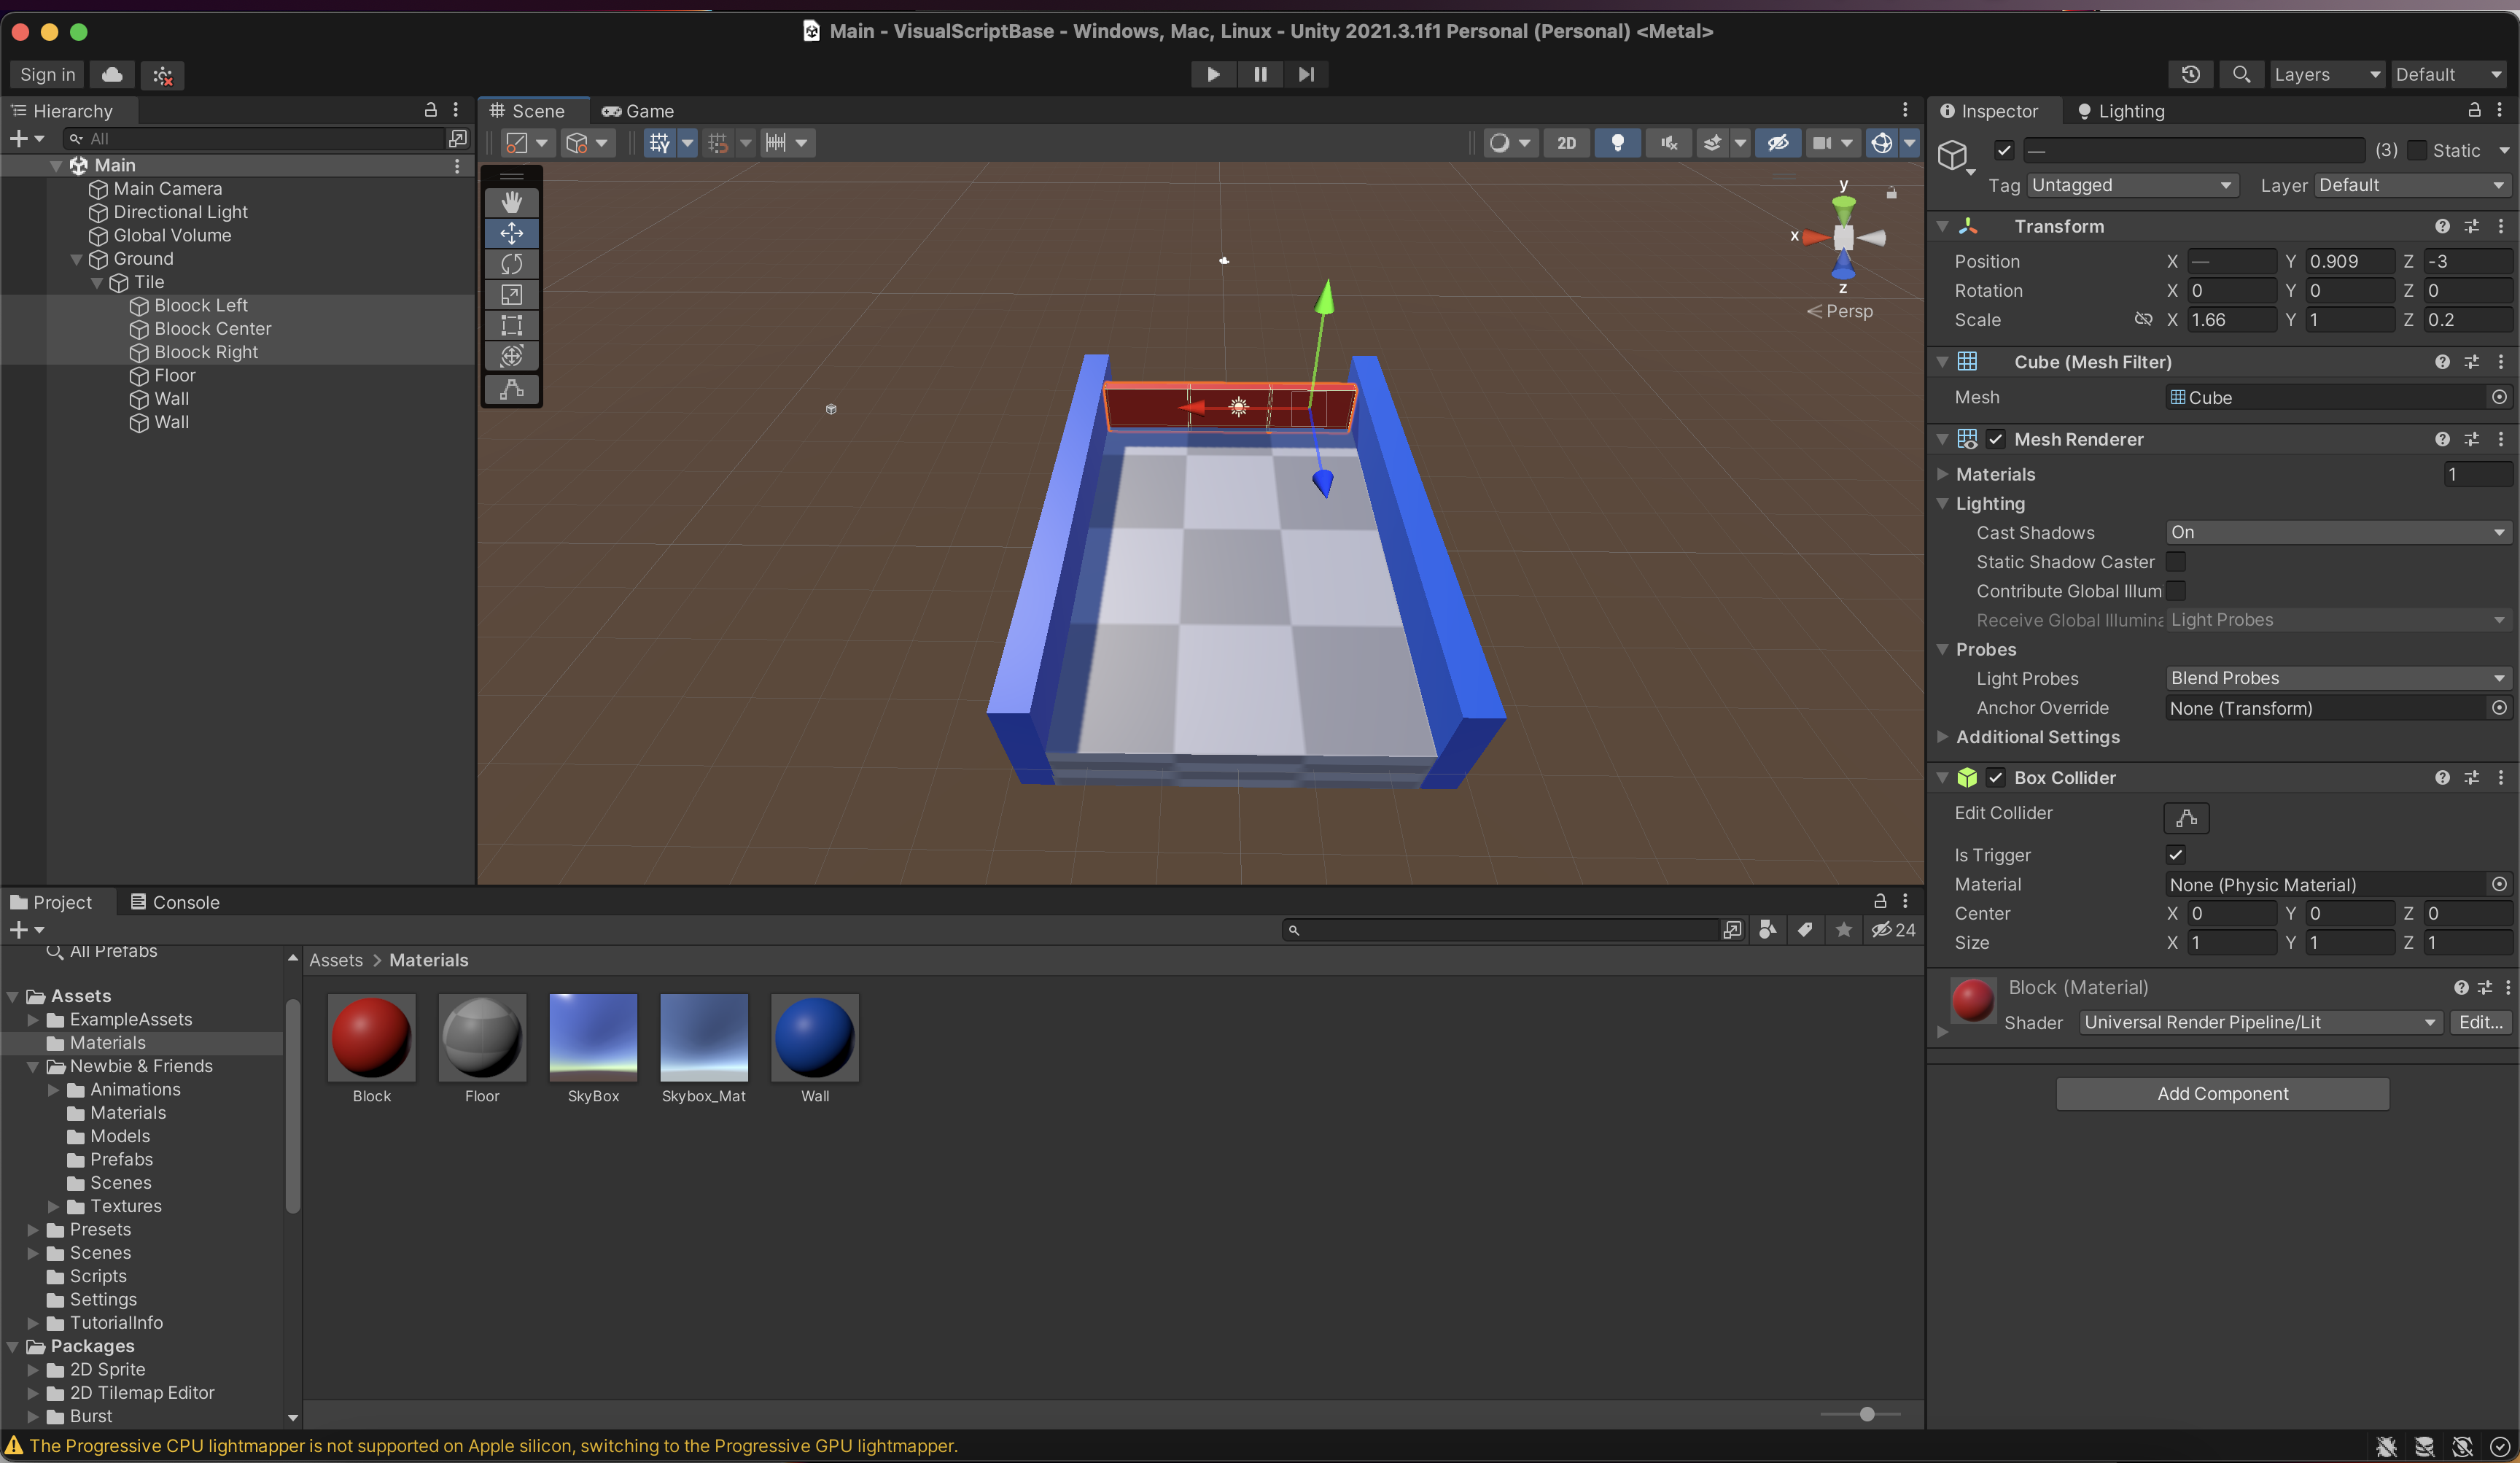 Main - VisualScriptBase - Windows, Mac, Linux - Unity 2021.3.1f1 Personal (Personal) <Metal>
Sign in
Layers
Default
Hierarchy
All
Main
Main Camera
Directional Light
Global Volume
Ground
Tile
Bloock Left
Bloock Center
Bloock Right
Floor
Wall
Wall
Scene
Game
2D
y
x
z
Persp
Inspector
Lighting
— (3) Static
Tag Untagged Layer Default
Transform
Position X — Y 0.909 Z -3
Rotation X 0 Y 0 Z 0
Scale X 1.66 Y 1 Z 0.2
Cube (Mesh Filter)
Mesh Cube
Mesh Renderer
Materials 1
Lighting
Cast Shadows On
Static Shadow Caster
Contribute Global Illum
Receive Global Illumina Light Probes
Probes
Light Probes Blend Probes
Anchor Override None (Transform)
Additional Settings
Box Collider
Edit Collider
Is Trigger
Material None (Physic Material)
Center X 0 Y 0 Z 0
Size X 1 Y 1 Z 1
Block (Material)
Shader Universal Render Pipeline/Lit Edit...
Add Component
Project
Console
24
All Prefabs
Assets
ExampleAssets
Materials
Newbie & Friends
Animations
Materials
Models
Prefabs
Scenes
Textures
Presets
Scenes
Scripts
Settings
TutorialInfo
Packages
2D Sprite
2D Tilemap Editor
Burst
Assets > Materials
Block
Floor
SkyBox
Skybox_Mat
Wall
The Progressive CPU lightmapper is not supported on Apple silicon, switching to the Progressive GPU lightmapper.